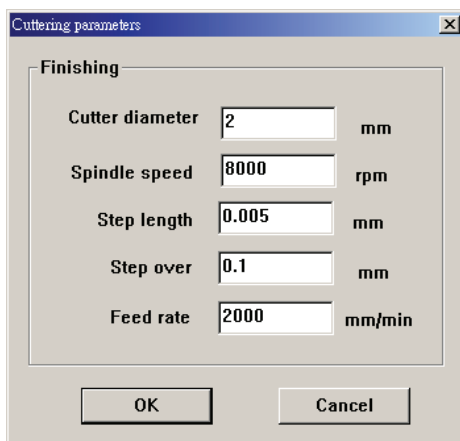 Cuttering parameters
Finishing
Cutter diameter 2 mm
Spindle speed 8000 rpm
Step length 0.005 mm
Step over 0.1 mm
Feed rate 2000 mm/min
OK Cancel